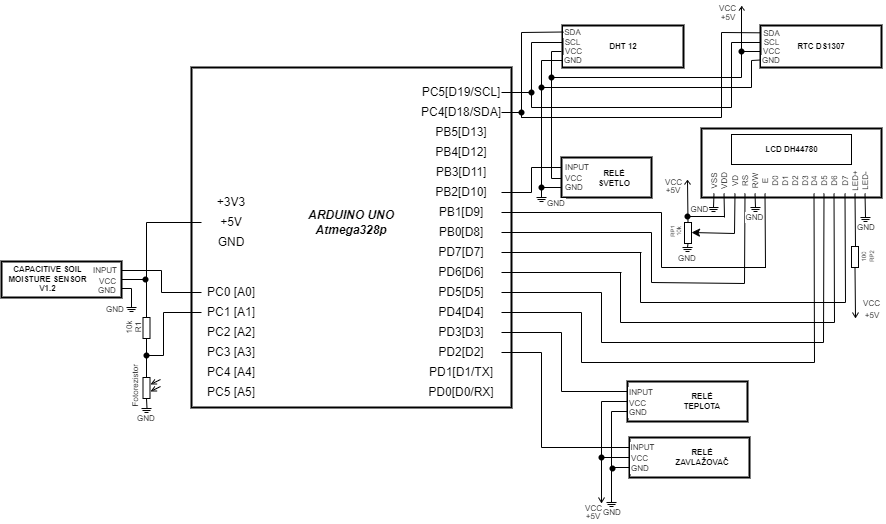 VCC
+5V
SDA
SCL
VCC
GND
DHT 12
SDA
SCL
VCC
GND
RTC DS1307
ARDUINO UNO
Atmega328p
+3V3
+5V
GND
PC0 [A0]
PC1 [A1]
PC2 [A2]
PC3 [A3]
PC4 [A4]
PC5 [A5]
PC5[D19/SCL]
PC4[D18/SDA]
PB5[D13]
PB4[D12]
PB3[D11]
PB2[D10]
PB1[D9]
PB0[D8]
PD7[D7]
PD6[D6]
PD5[D5]
PD4[D4]
PD3[D3]
PD2[D2]
PD1[D1/TX]
PD0[D0/RX]
INPUT
VCC
GND
RELÉ
SVETLO
GND
LCD DH44780
VSS
VDD
VD
RS
R/W
E
D0
D1
D2
D3
D4
D5
D6
D7
LED+
LED-
VCC
+5V
GND
GND
GND
RP1
10k
GND
100
RP2
VCC
+5V
CAPACITIVE SOIL
MOISTURE SENSOR
V1.2
INPUT
VCC
GND
GND
10k
R1
Fotorezistor
GND
INPUT
VCC
GND
RELÉ
TEPLOTA
INPUT
VCC
GND
RELÉ
ZAVLAŽOVAČ
VCC
+5V
GND